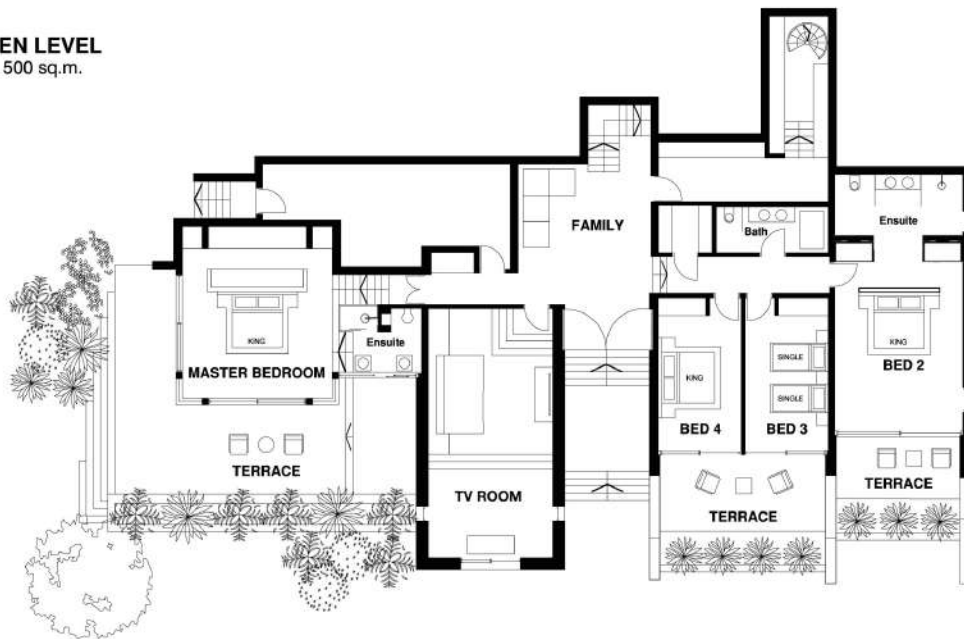 EN LEVEL
500 sq.m.
FAMILY
Bath
Ensuite
KING
MASTER BEDROOM
Ensuite
KING
BED 2
KING
SINGLE
SINGLE
BED 4
BED 3
TERRACE
TV ROOM
TERRACE
TERRACE